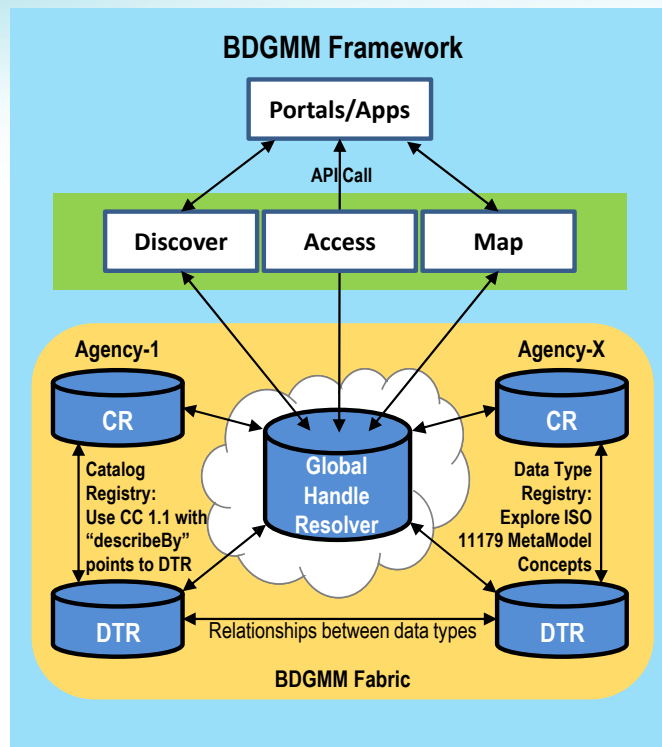 BDGMM Framework
Portals/Apps
API Call
Discover
Access
Map
Agency-1
Agency-X
CR
CR
Catalog
Registry:
Use CC 1.1 with
“describeBy”
points to DTR
Global
Handle
Resolver
Data Type
Registry:
Explore ISO
11179 MetaModel
Concepts
DTR
Relationships between data types
DTR
BDGMM Fabric